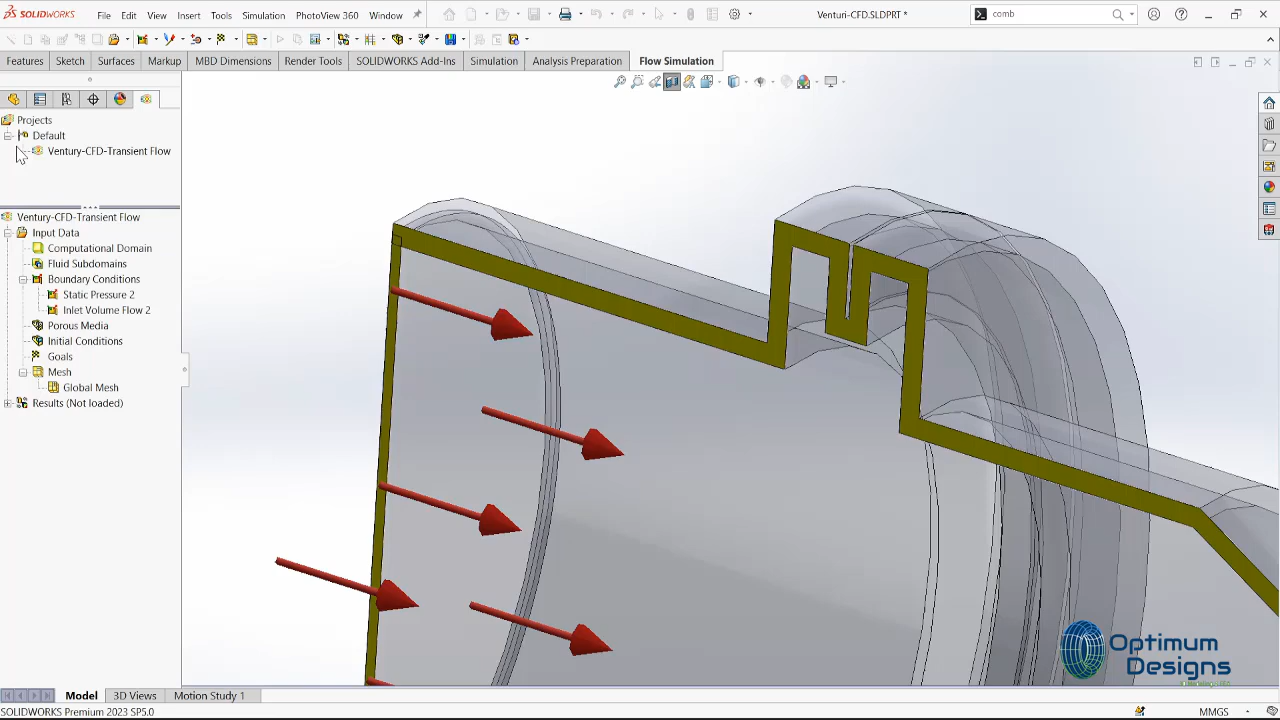 SOLIDWORKS
File
Edit
View
Insert
Tools
Simulation
PhotoView 360
Window
Venturi-CFD.SLDPRT *
comb
Features
Sketch
Surfaces
Markup
MBD Dimensions
Render Tools
SOLIDWORKS Add-Ins
Simulation
Analysis Preparation
Flow Simulation
Projects
Default
Ventury-CFD-Transient Flow
Ventury-CFD-Transient Flow
Input Data
Computational Domain
Fluid Subdomains
Boundary Conditions
Static Pressure 2
Inlet Volume Flow 2
Porous Media
Initial Conditions
Goals
Mesh
Global Mesh
Results (Not loaded)
Optimum
Designs
Model
3D Views
Motion Study 1
SOLIDWORKS Premium 2023 SP5.0
MMGS